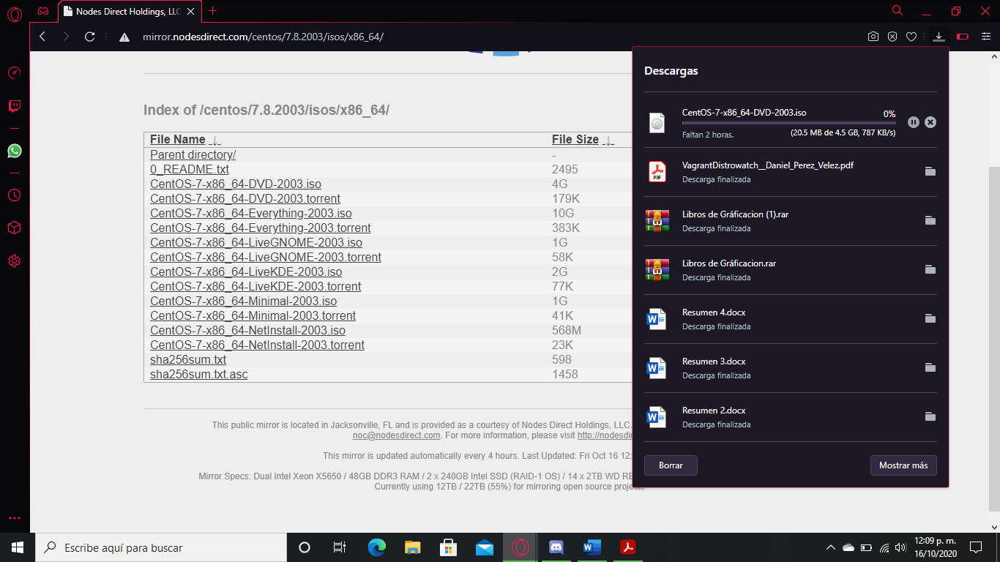 Nodes Direct Holdings, LLC
mirror.nodesdirect.com/centos/7.8.2003/isos/x86_64/
Index of /centos/7.8.2003/isos/x86_64/
File Name ↓ File Size ↓
Parent directory/ -
0_README.txt 2495
CentOS-7-x86_64-DVD-2003.iso 4G
CentOS-7-x86_64-DVD-2003.torrent 179K
CentOS-7-x86_64-Everything-2003.iso 10G
CentOS-7-x86_64-Everything-2003.torrent 383K
CentOS-7-x86_64-LiveGNOME-2003.iso 1G
CentOS-7-x86_64-LiveGNOME-2003.torrent 58K
CentOS-7-x86_64-LiveKDE-2003.iso 2G
CentOS-7-x86_64-LiveKDE-2003.torrent 77K
CentOS-7-x86_64-Minimal-2003.iso 1G
CentOS-7-x86_64-Minimal-2003.torrent 41K
CentOS-7-x86_64-NetInstall-2003.iso 568M
CentOS-7-x86_64-NetInstall-2003.torrent 23K
sha256sum.txt 598
sha256sum.txt.asc 1458
This public mirror is located in Jacksonville, FL and is provided as a courtesy of Nodes Direct Holdings, LLC.
noc@nodesdirect.com. For more information, please visit http://nodesdi
This mirror is updated automatically every 4 hours. Last Updated: Fri Oct 16 12:
Mirror Specs: Dual Intel Xeon X5650 / 48GB DDR3 RAM / 2 x 240GB Intel SSD (RAID-1 OS) / 14 x 2TB WD RE
Currently using 12TB / 22TB (55%) for mirroring open source projects
Descargas
CentOS-7-x86_64-DVD-2003.iso 0%
Faltan 2 horas. (20.5 MB de 4.5 GB, 787 KB/s)
PDF
VagrantDistrowatch__Daniel_Perez_Velez.pdf
Descarga finalizada
Libros de Gráficacion (1).rar
Descarga finalizada
Libros de Gráficacion.rar
Descarga finalizada
Resumen 4.docx
Descarga finalizada
Resumen 3.docx
Descarga finalizada
Resumen 2.docx
Descarga finalizada
Borrar Mostrar más
Escribe aquí para buscar
12:09 p. m.
16/10/2020